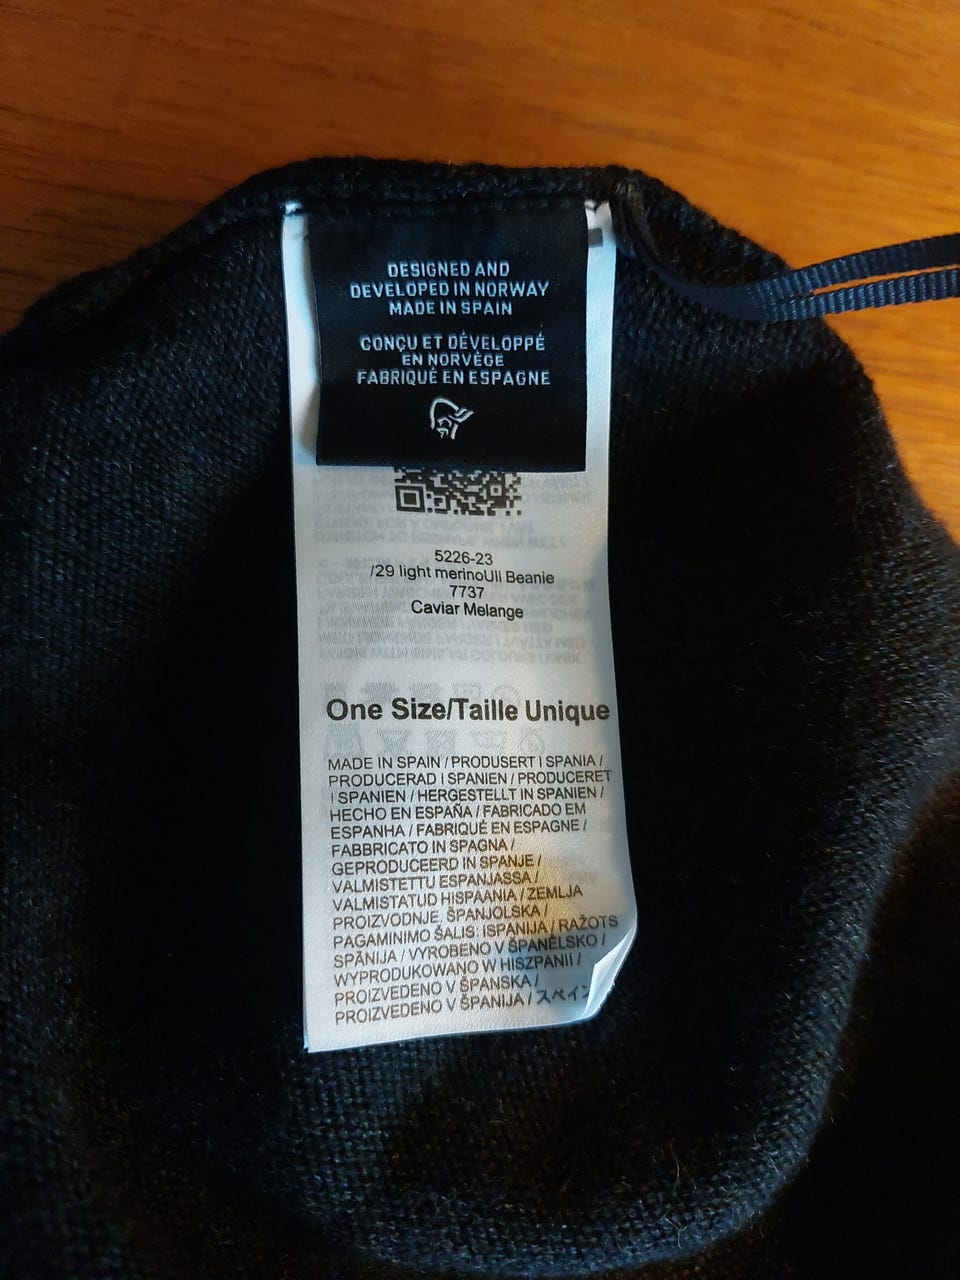 DESIGNED AND
DEVELOPED IN NORWAY
MADE IN SPAIN
CONÇU ET DÉVELOPPÉ
EN NORVÈGE
FABRIQUÉ EN ESPAGNE
5226-23
/29 light merinoUll Beanie
7737
Caviar Melange
One Size/Taille Unique
MADE IN SPAIN / PRODUSERT I SPANIA /
PRODUCERAD I SPANIEN / PRODUCERET
I SPANIEN / HERGESTELLT IN SPANIEN /
HECHO EN ESPAÑA / FABRICADO EM
ESPANHA / FABRIQUÉ EN ESPAGNE /
FABBRICATO IN SPAGNA /
GEPRODUCEERD IN SPANJE /
VALMISTETTU ESPANJASSA /
VALMISTATUD HISPAANIA / ZEMLJA
PROIZVODNJE. ŠPANJOLSKA /
PAGAMINIMO ŠALIS: ISPANIJA / RAŽOTS
SPĀNIJA / VYROBENO V ŠPANĚLSKO /
WYPRODUKOWANO W HISZPANII /
PROIZVEDENO V ŠPANSKA /
PROIZVEDENO V ŠPANIJA / スペイン